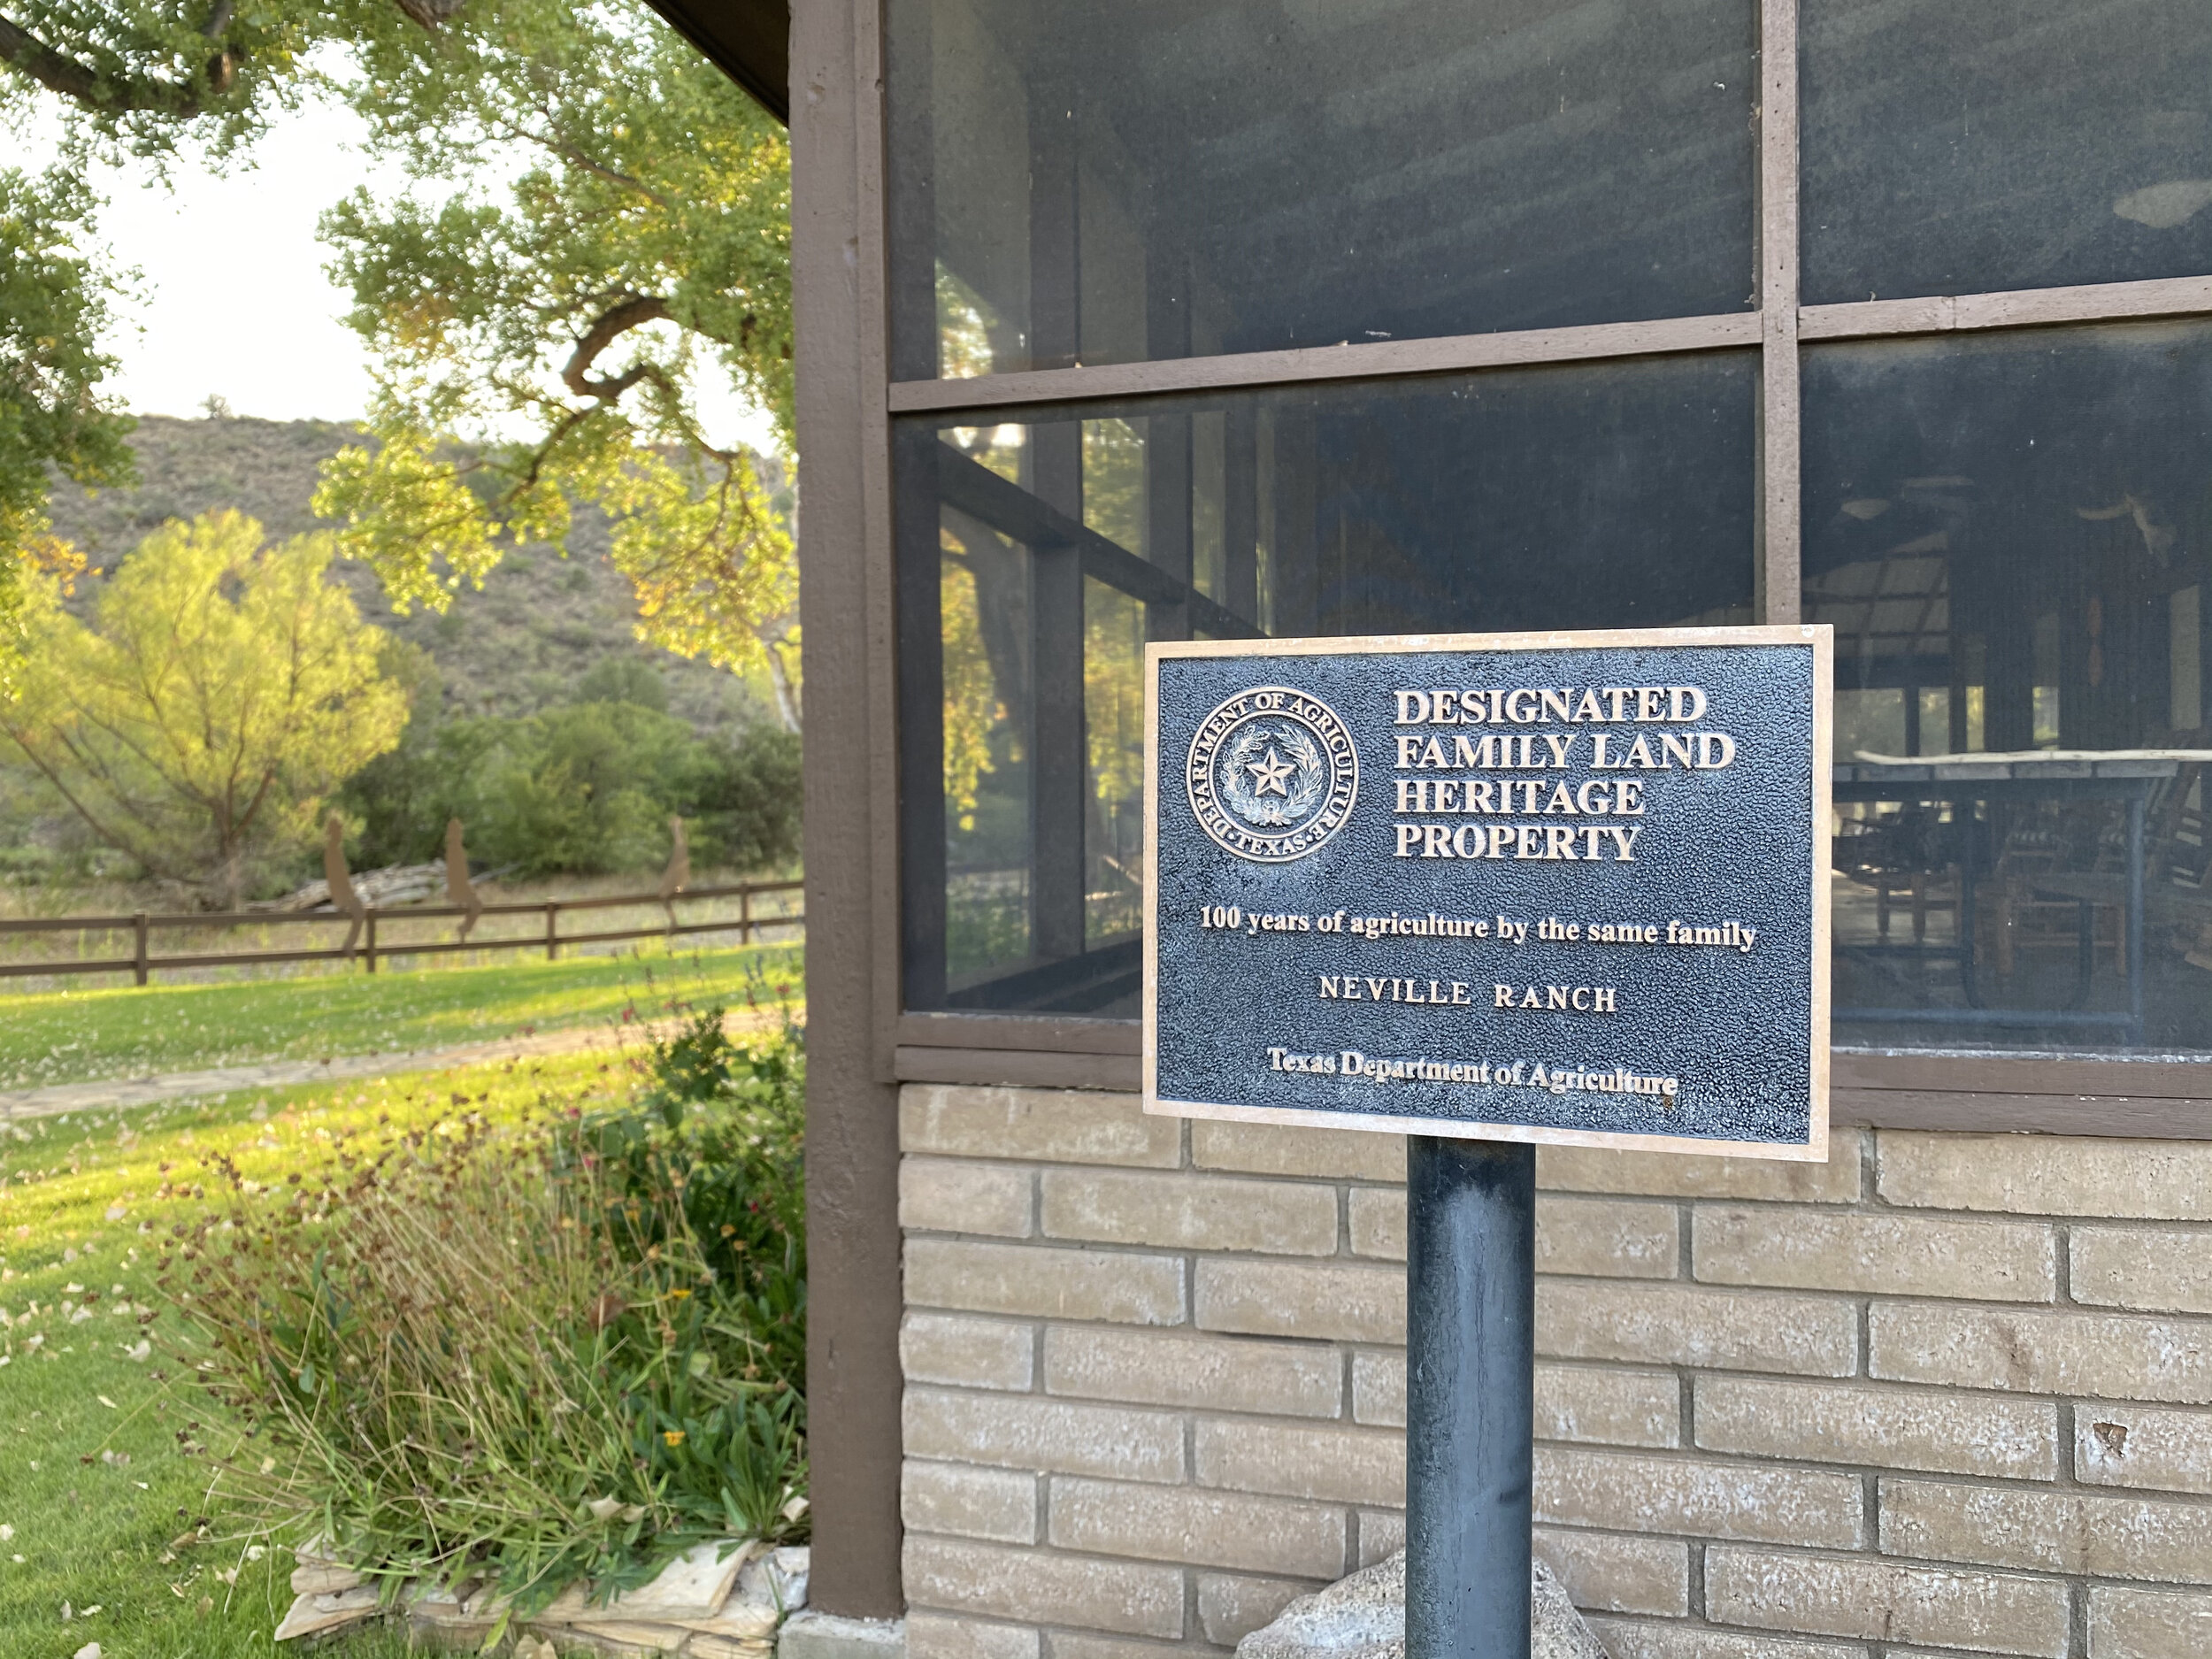 DEPARTMENT OF AGRICULTURE
TEXAS
DESIGNATED
FAMILY LAND
HERITAGE
PROPERTY
100 years of agriculture by the same family
NEVILLE RANCH
Texas Department of Agriculture